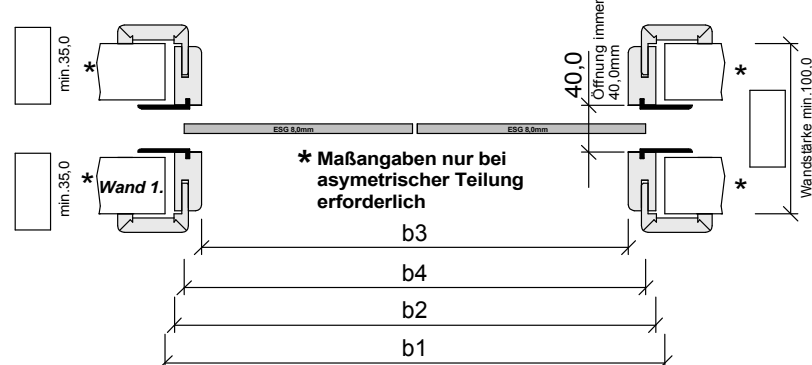 min.35,0
*
40,0
Öffnung immer
40,0mm
*
Wandstärke min.100,0
ESG 8,0mm
ESG 8,0mm
min.35,0
*
Wand 1.
* Maßangaben nur bei
asymetrischer Teilung
erforderlich
*
b3
b4
b2
b1